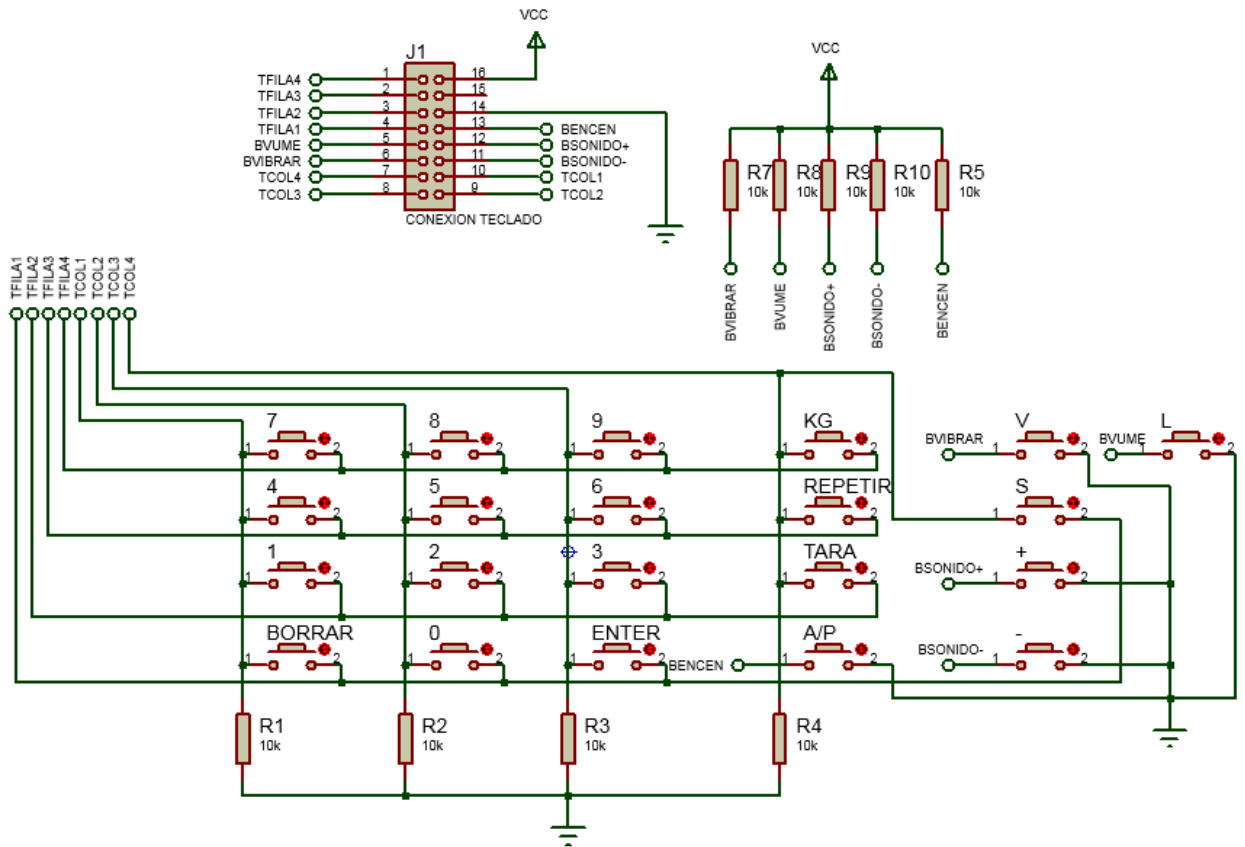 VCC
J1
TFILA4 1 16
TFILA3 2 15
TFILA2 3 14
TFILA1 4 13 BENCEN
BVUME 5 12 BSONIDO+
BVIBRAR 6 11 BSONIDO-
TCOL4 7 10 TCOL1
TCOL3 8 9 TCOL2
CONEXION TECLADO
VCC
R7 R8 R9 R10 R5
10k 10k 10k 10k 10k
BVIBRAR BVUME BSONIDO+ BSONIDO- BENCEN
TFILA1 TFILA2 TFILA3 TFILA4 TCOL1 TCOL2 TCOL3 TCOL4
7 8 9 KG V L
BVIBRAR BVUME
1 2 1 2 1 2 1 2 1 2 1 2
4 5 6 REPETIR S
1 2 1 2 1 2 1 2 1 2
1 2 3 TARA +
BSONIDO+
1 2 1 2 1 2 1 2 1 2
BORRAR 0 ENTER A/P -
BENCEN BSONIDO-
1 2 1 2 1 2 1 2 1 2
R1 R2 R3 R4
10k 10k 10k 10k